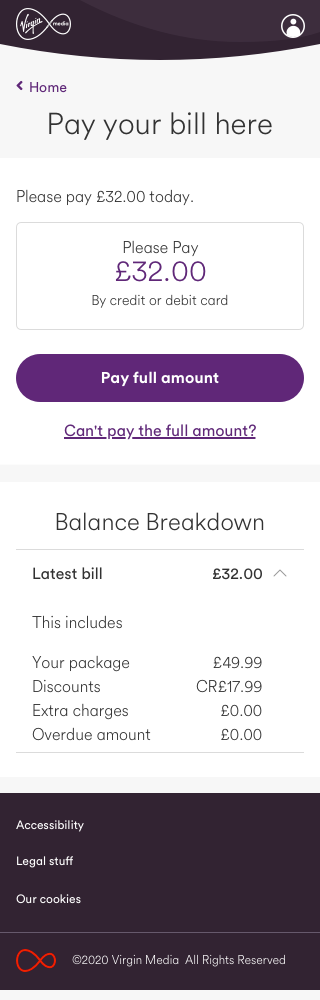 Virgin media
Home
Pay your bill here
Please pay £32.00 today.
Please Pay
£32.00
By credit or debit card
Pay full amount
Can't pay the full amount?
Balance Breakdown
Latest bill £32.00
This includes
Your package £49.99
Discounts CR£17.99
Extra charges £0.00
Overdue amount £0.00
Accessibility
Legal stuff
Our cookies
©2020 Virgin Media All Rights Reserved